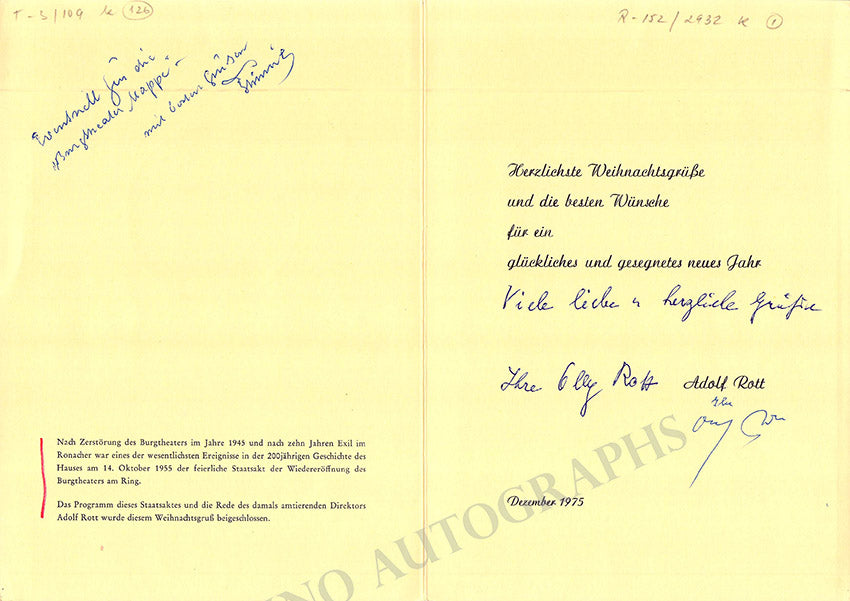 T-3/109 k 126
Eventuell für die
"Burgtheater Mappe"
mit besten Grüßen
Nach Zerstörung des Burgtheaters im Jahre 1945 und nach zehn Jahren Exil im
Ronacher war eines der wesentlichsten Ereignisse in der 200jährigen Geschichte des
Hauses am 14. Oktober 1955 der feierliche Staatsakt der Wiedereröffnung des
Burgtheaters am Ring.
Das Programm dieses Staatsaktes und die Rede des damals amtierenden Direktors
Adolf Rott wurde diesem Weihnachtsgruß beigeschlossen.
R-152/2932 k 1
Herzlichste Weihnachtsgrüße
und die besten Wünsche
für ein
glückliches und gesegnetes neues Jahr
Viele liebe u herzliche Grüße
Ihre Elly Rott Adolf Rott
Ihr
Dezember 1975
NO AUTOGRAPHS